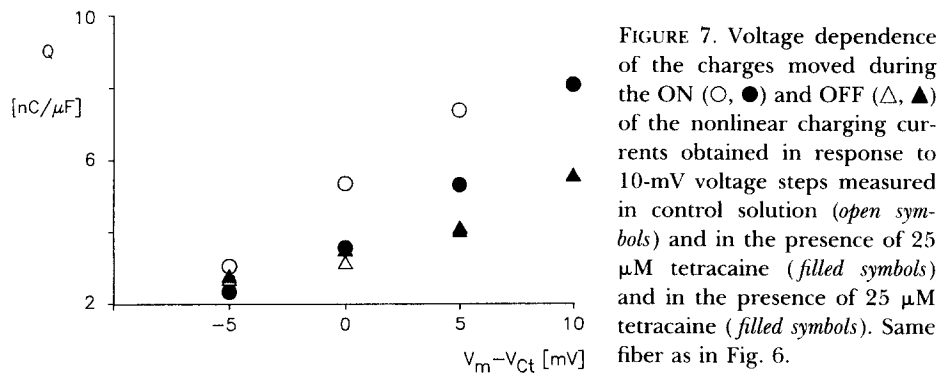 10
Q
[nC/μF]
6
2
−5
0
5
10
Vm−VCt [mV]
FIGURE 7. Voltage dependence
of the charges moved during
the ON (○, ●) and OFF (△, ▲)
of the nonlinear charging cur-
rents obtained in response to
10-mV voltage steps measured
in control solution (open sym-
bols) and in the presence of 25
μM tetracaine (filled symbols)
and in the presence of 25 μM
tetracaine (filled symbols). Same
fiber as in Fig. 6.